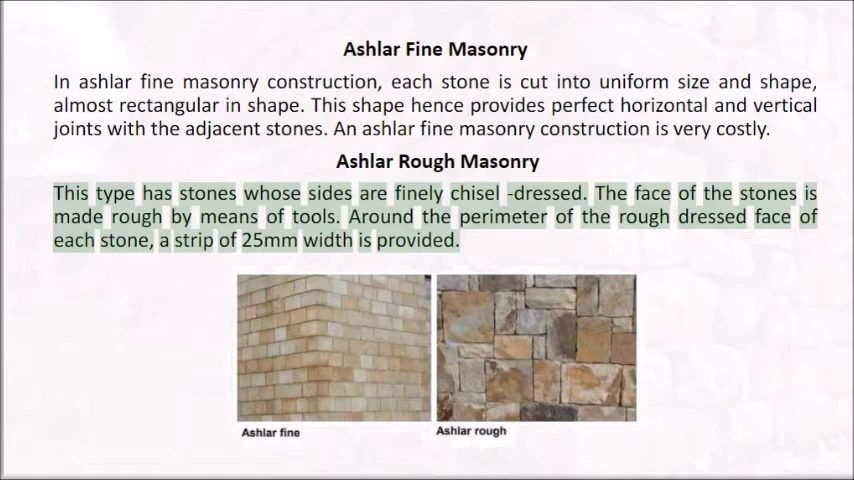 Ashlar Fine Masonry
In ashlar fine masonry construction, each stone is cut into uniform size and shape,
almost rectangular in shape. This shape hence provides perfect horizontal and vertical
joints with the adjacent stones. An ashlar fine masonry construction is very costly.
Ashlar Rough Masonry
This type has stones whose sides are finely chisel -dressed. The face of the stones is
made rough by means of tools. Around the perimeter of the rough dressed face of
each stone, a strip of 25mm width is provided.
Ashlar fine
Ashlar rough